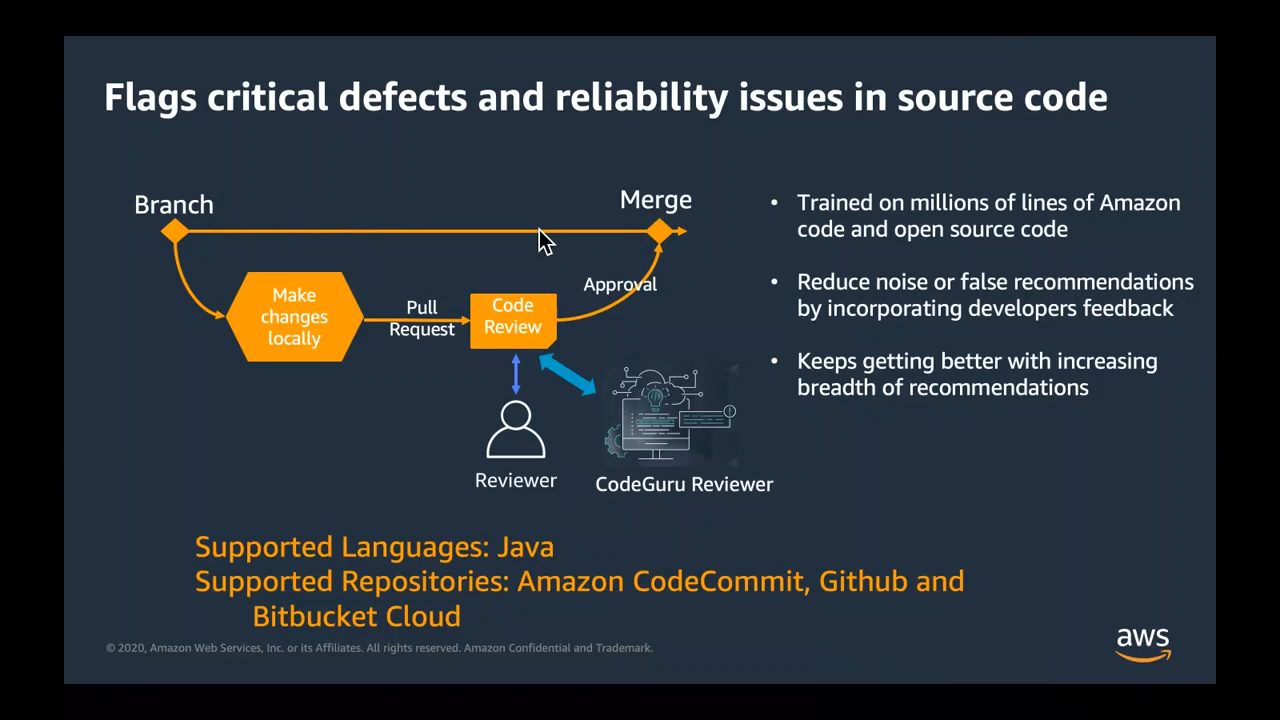 Flags critical defects and reliability issues in source code
Branch
Merge
Make
changes
locally
Pull
Request
Code
Review
Approval
Reviewer
CodeGuru Reviewer
• Trained on millions of lines of Amazon
code and open source code
• Reduce noise or false recommendations
by incorporating developers feedback
• Keeps getting better with increasing
breadth of recommendations
Supported Languages: Java
Supported Repositories: Amazon CodeCommit, Github and
Bitbucket Cloud
© 2020, Amazon Web Services, Inc. or its Affiliates. All rights reserved. Amazon Confidential and Trademark.
aws